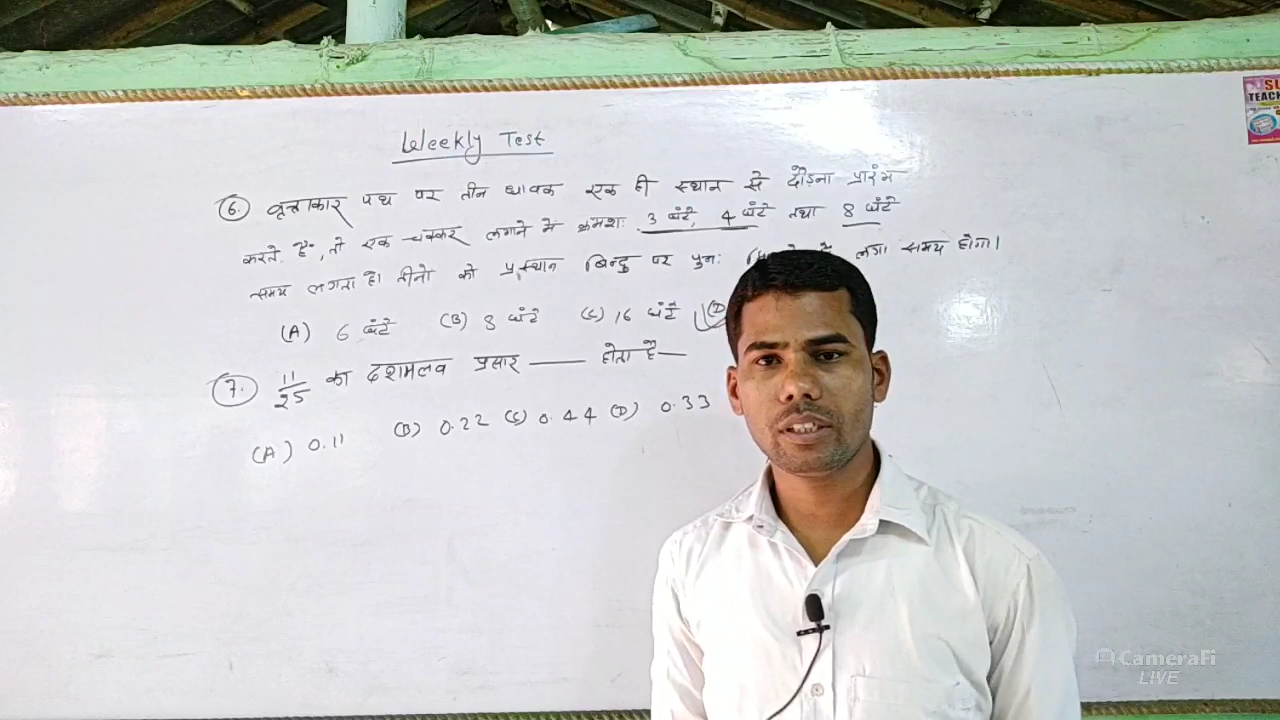 Weekly Test
⑥ वृत्ताकार पथ पर तीन धावक एक ही स्थान से दौड़ना प्रारंभ
करते हैं, तो एक चक्कर लगाने में क्रमशः 3 घंटे, 4 घंटे तथा 8 घंटे
समय लगता है। तीनो को प्रस्थान बिन्दु पर पुनः लगा समय होगा।
(A) 6 घंटे (B) 8 घंटे (C) 16 घंटे (D)
⑦. 11/25 का दशमलव प्रसार —— होता है—
(A) 0.11 (B) 0.22 (C) 0.44 (D) 0.33
SU
TEACH
CameraFi
LIVE